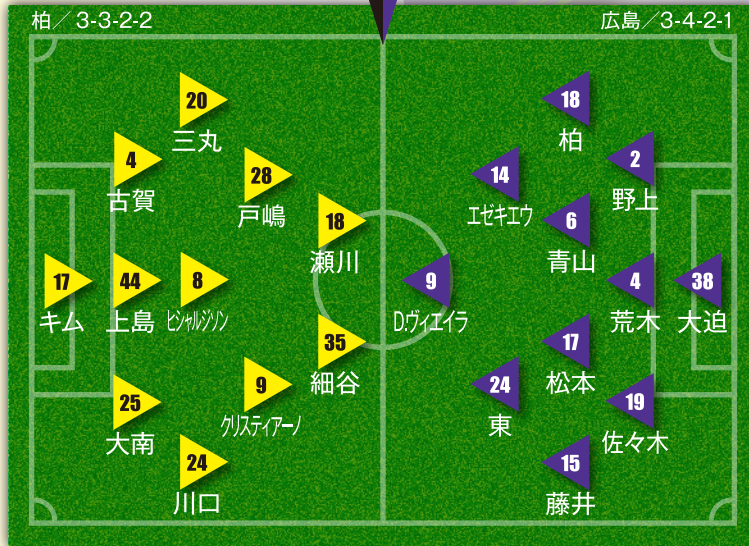 柏／3-3-2-2
広島／3-4-2-1
20
三丸
4
古賀
28
戸嶋
18
瀬川
17
キム
44
上島
8
ヒシャルジソン
35
細谷
25
大南
9
クリスティアーノ
24
川口
18
柏
2
野上
14
エゼキエウ
6
青山
9
D.ヴィエイラ
4
荒木
38
大迫
17
松本
24
東
19
佐々木
15
藤井